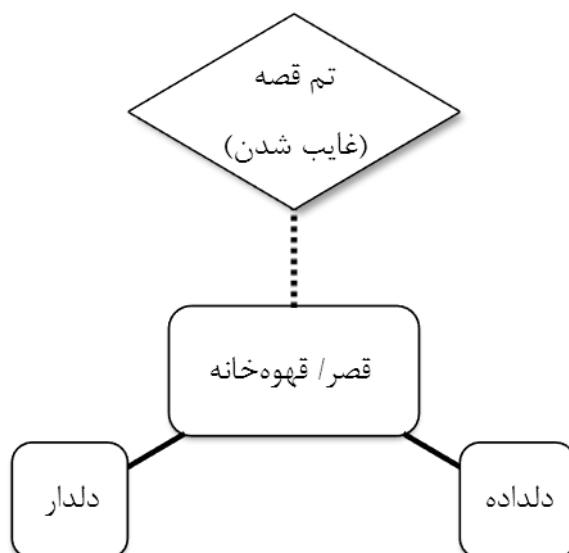 تم قصه
(غایب شدن)
قصر/ قهوه‌خانه
دلداده
دلدار